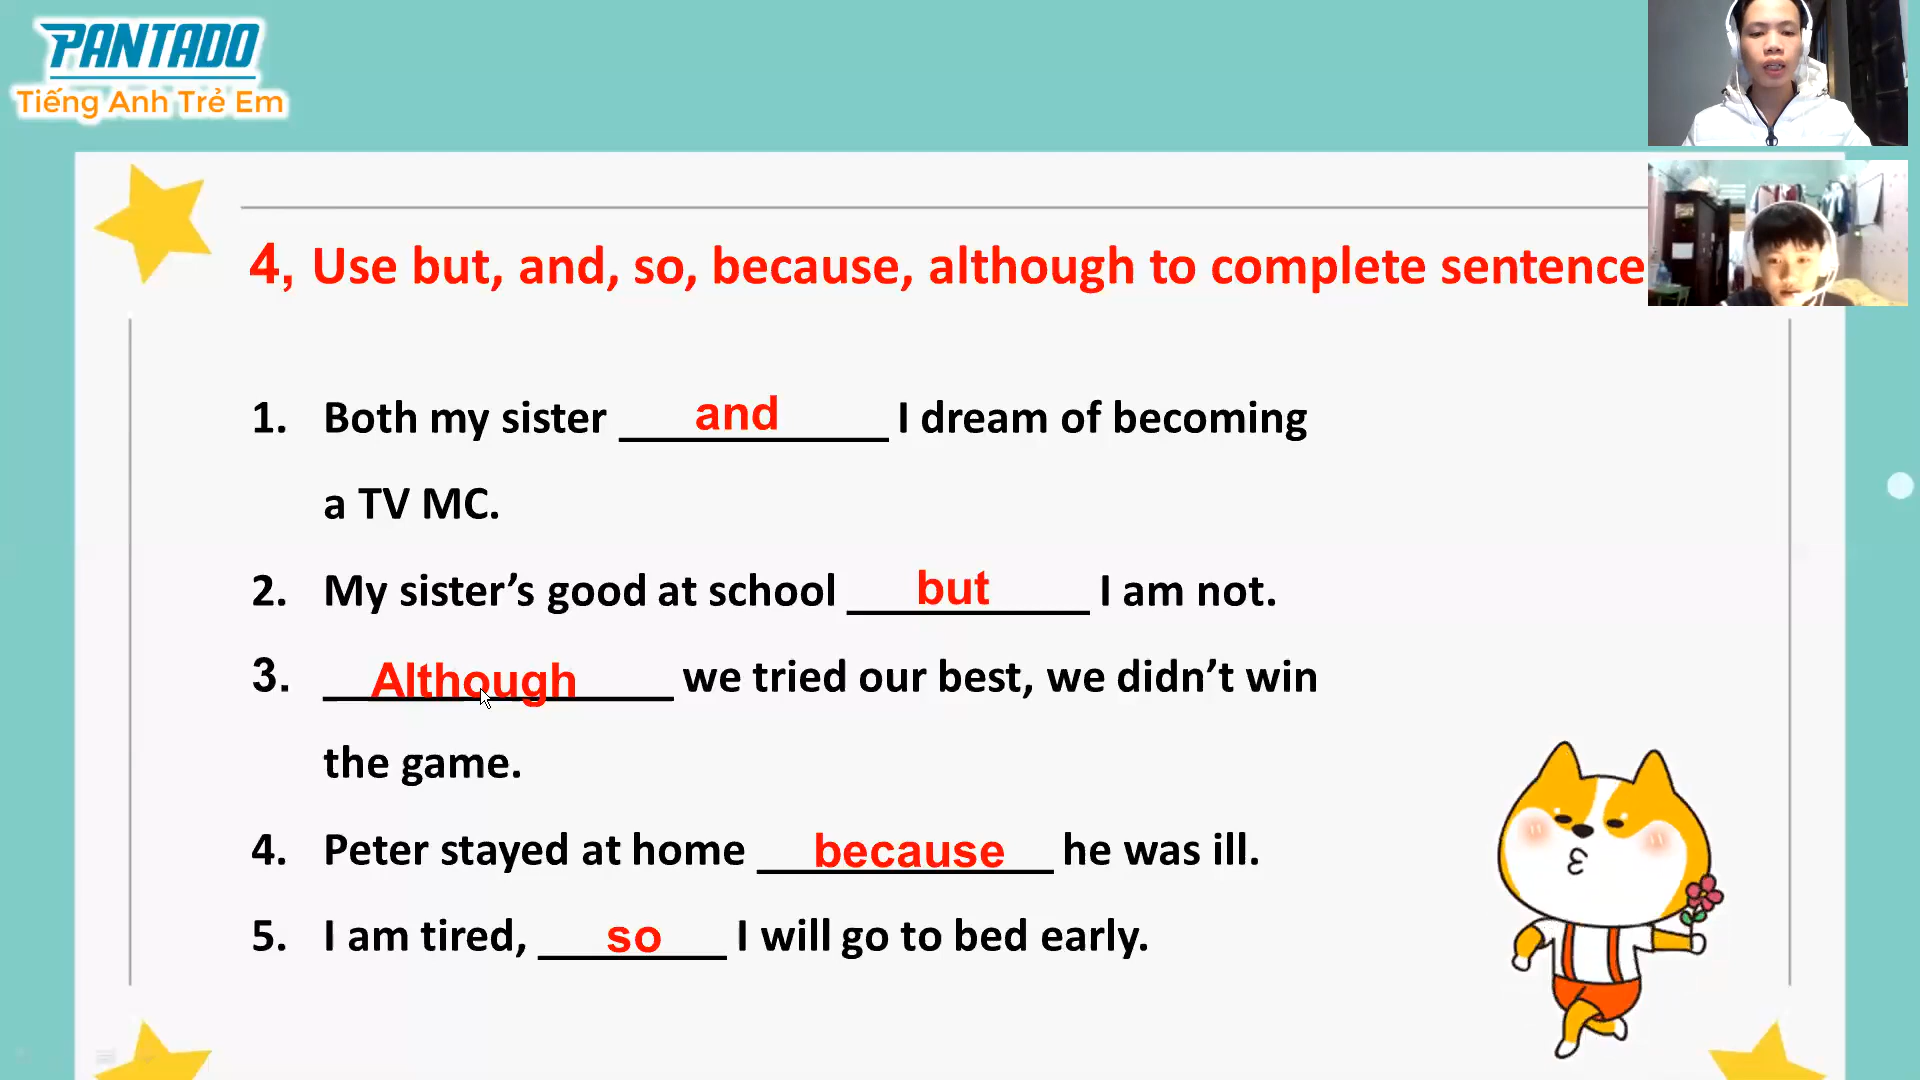 PANTADO
Tiếng Anh Trẻ Em
4, Use but, and, so, because, although to complete sentence
1. Both my sister and I dream of becoming
a TV MC.
2. My sister’s good at school but I am not.
3. Although we tried our best, we didn’t win
the game.
4. Peter stayed at home because he was ill.
5. I am tired, so I will go to bed early.